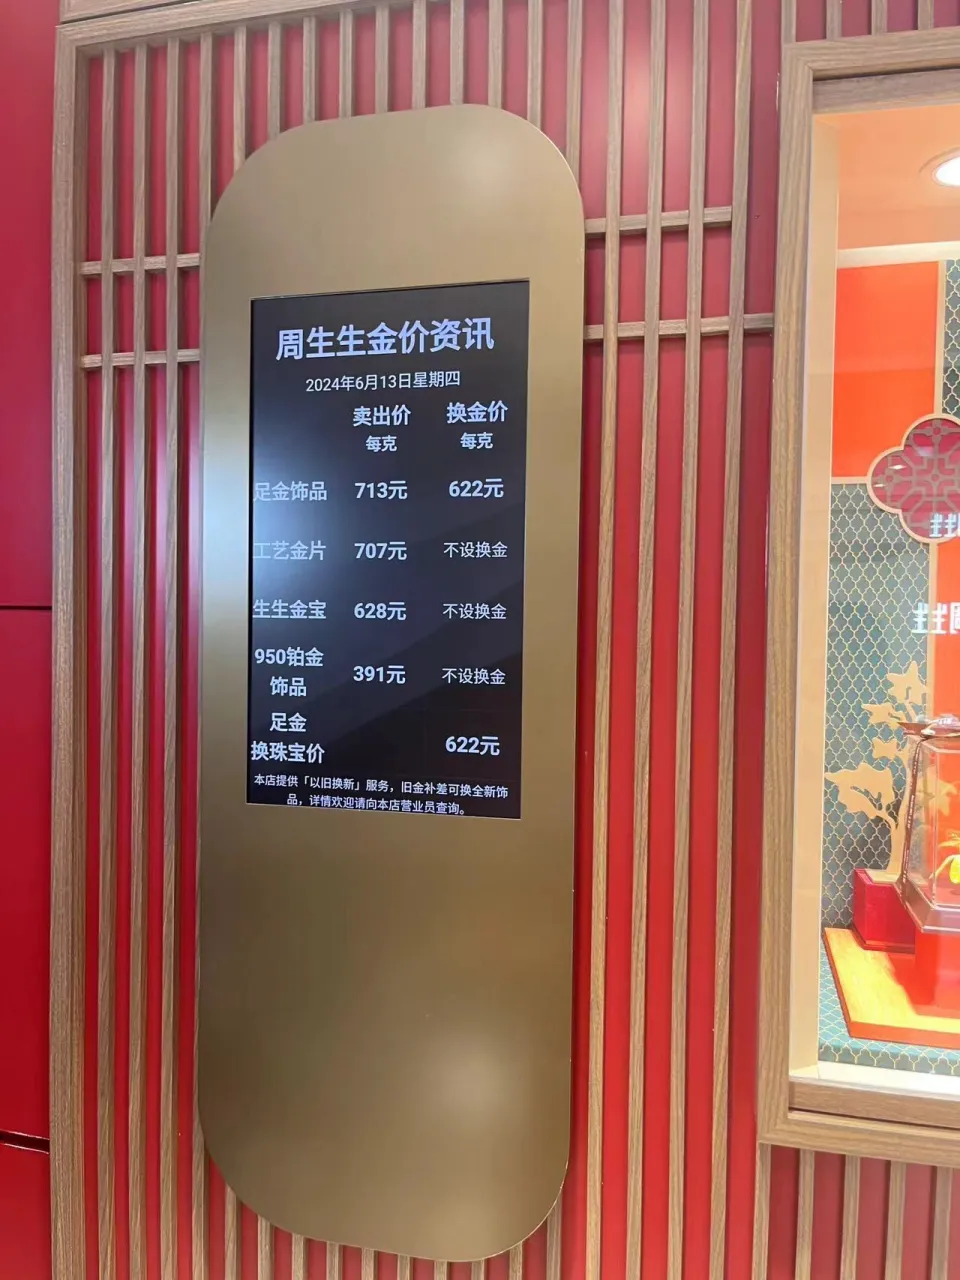 周生生金价资讯
2024年6月13日星期四
卖出价 换金价
每克 每克
足金饰品 713元 622元
工艺金片 707元 不设换金
生生金宝 628元 不设换金
950铂金
饰品 391元 不设换金
足金
换珠宝价 622元
本店提供「以旧换新」服务，旧金补差可换全新饰
品，详情欢迎请向本店营业员查询。